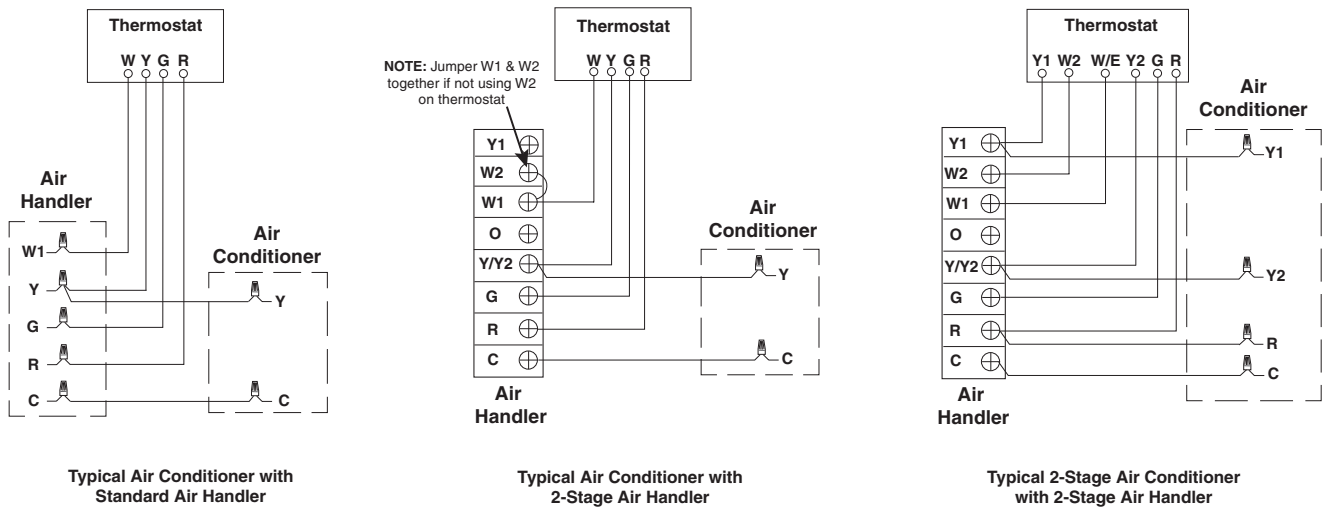 Thermostat
W Y G R
Air
Handler
W1
Y
G
R
C
Air
Conditioner
Y
C
Typical Air Conditioner with
Standard Air Handler
Thermostat
W Y G R
NOTE: Jumper W1 & W2
together if not using W2
on thermostat
Y1
W2
W1
O
Y/Y2
G
R
C
Air
Handler
Air
Conditioner
Y
C
Typical Air Conditioner with
2-Stage Air Handler
Thermostat
Y1 W2 W/E Y2 G R
Y1
W2
W1
O
Y/Y2
G
R
C
Air
Handler
Air
Conditioner
Y1
Y2
R
C
Typical 2-Stage Air Conditioner
with 2-Stage Air Handler